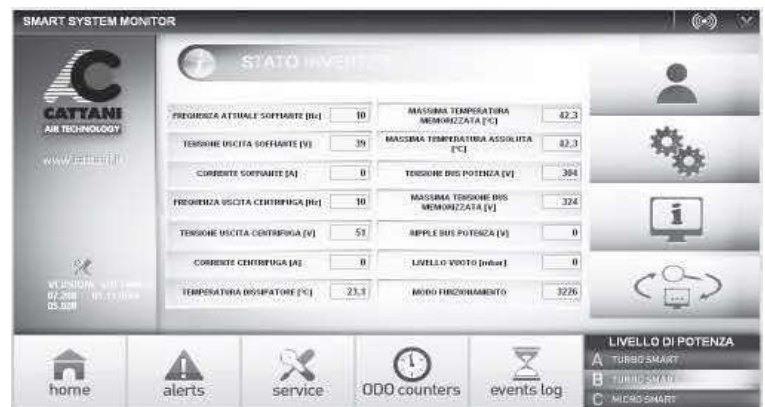 SMART SYSTEM MONITOR
CATTANI
AIR TECHNOLOGY
www.cattani.it
STATO INVERTER
FREQUENZA ATTUALE SOFFIANTE [Hz] 10
TENSIONE USCITA SOFFIANTE [V] 39
CORRENTE SOFFIANTE [A] 0
FREQUENZA USCITA CENTRIFUGA [Hz] 10
TENSIONE USCITA CENTRIFUGA [V] 51
CORRENTE CENTRIFUGA [A] 0
TEMPERATURA DISSIPATORE [°C] 23,1
MASSIMA TEMPERATURA
MEMORIZZATA [°C] 42,3
MASSIMA TEMPERATURA ASSOLUTA
[°C] 42,3
TENSIONE BUS POTENZA [V] 304
MASSIMA TENSIONE BUS
MEMORIZZATA [V] 324
RIPPLE BUS POTENZA [V] 0
LIVELLO VUOTO [mbar] 0
MODO FUNZIONAMENTO 3226
home
alerts
service
ODO counters
events log
LIVELLO DI POTENZA
A TURBO SMART
B TURBO SMART
C MICRO SMART